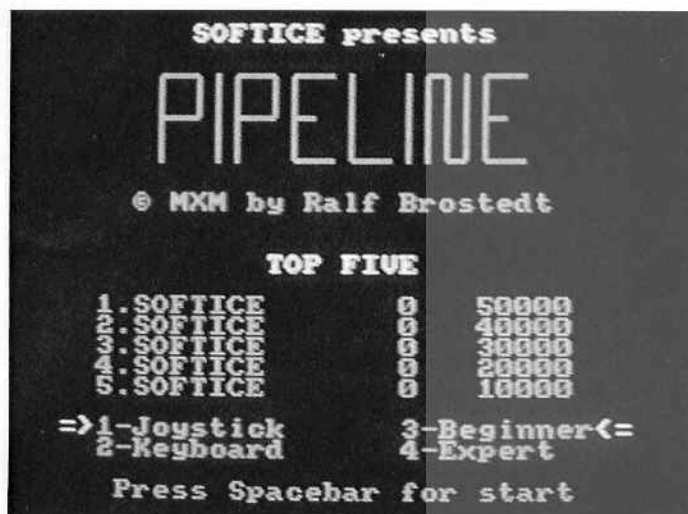 SOFTICE presents
PIPELINE
© MXM by Ralf Brostedt
TOP FIVE
1.SOFTICE 0 50000
2.SOFTICE 0 40000
3.SOFTICE 0 30000
4.SOFTICE 0 20000
5.SOFTICE 0 10000
=>1-Joystick 3-Beginner<=
2-Keyboard 4-Expert
Press Spacebar for start